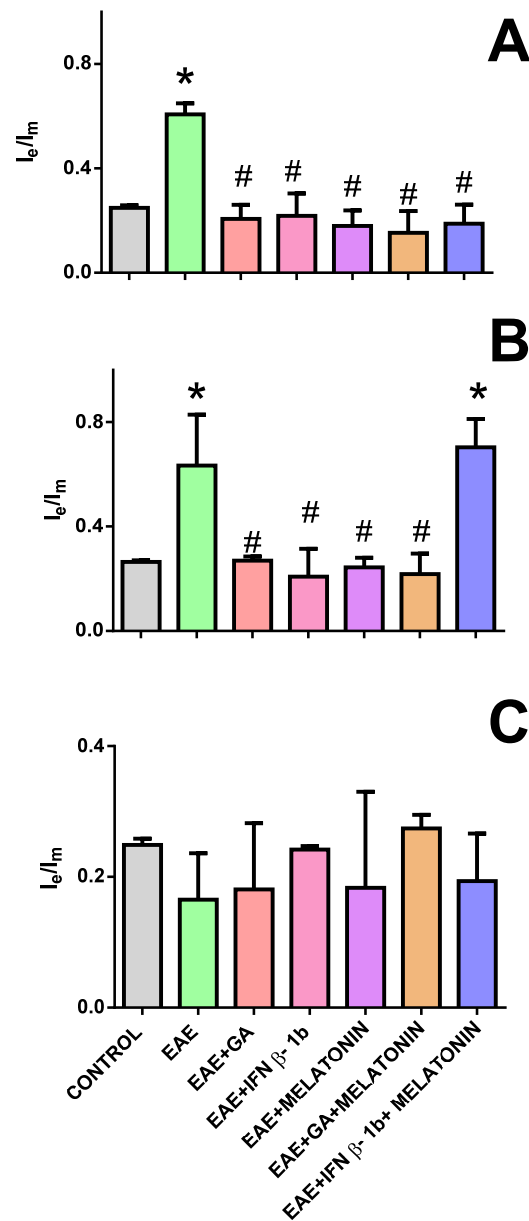 A
0.8
*
Ie/Im
0.4
# # # # #
0.0
B
* *
0.8
Ie/Im
0.4
# # # #
0.0
C
0.4
Ie/Im
0.2
0.0
CONTROL
EAE
EAE+GA
EAE+IFN β- 1b
EAE+MELATONIN
EAE+GA+MELATONIN
EAE+IFN β- 1b+ MELATONIN